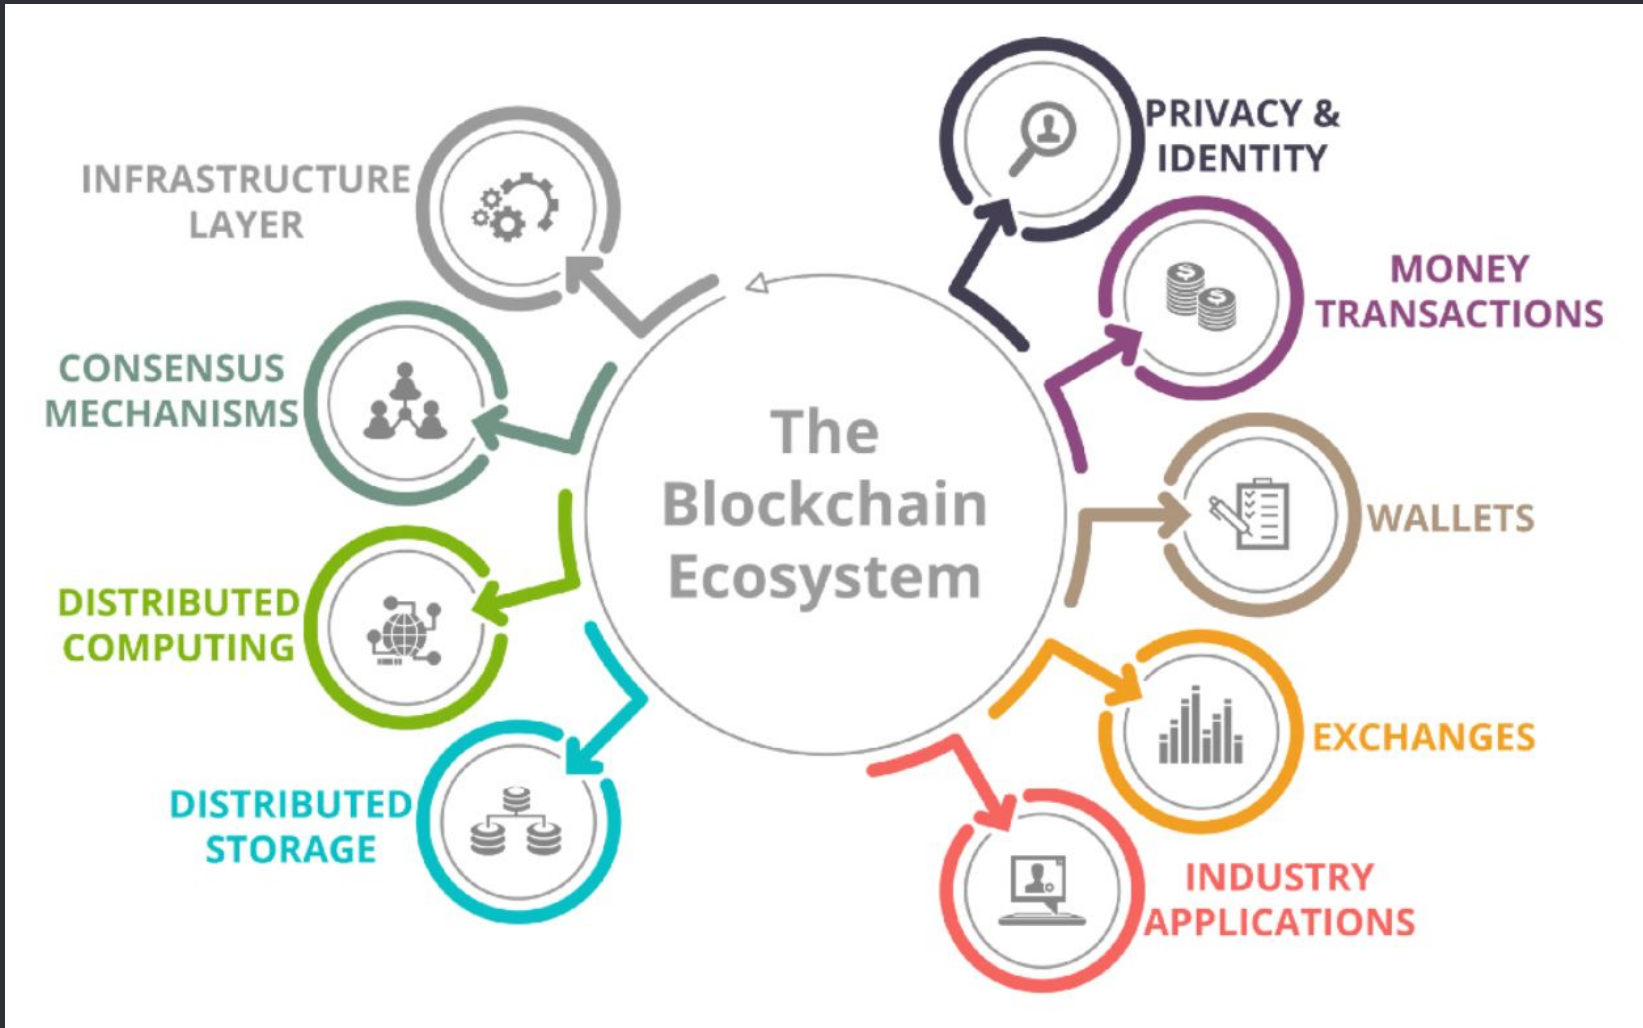 The
Blockchain
Ecosystem
INFRASTRUCTURE
LAYER
CONSENSUS
MECHANISMS
DISTRIBUTED
COMPUTING
DISTRIBUTED
STORAGE
PRIVACY &
IDENTITY
MONEY
TRANSACTIONS
WALLETS
EXCHANGES
INDUSTRY
APPLICATIONS